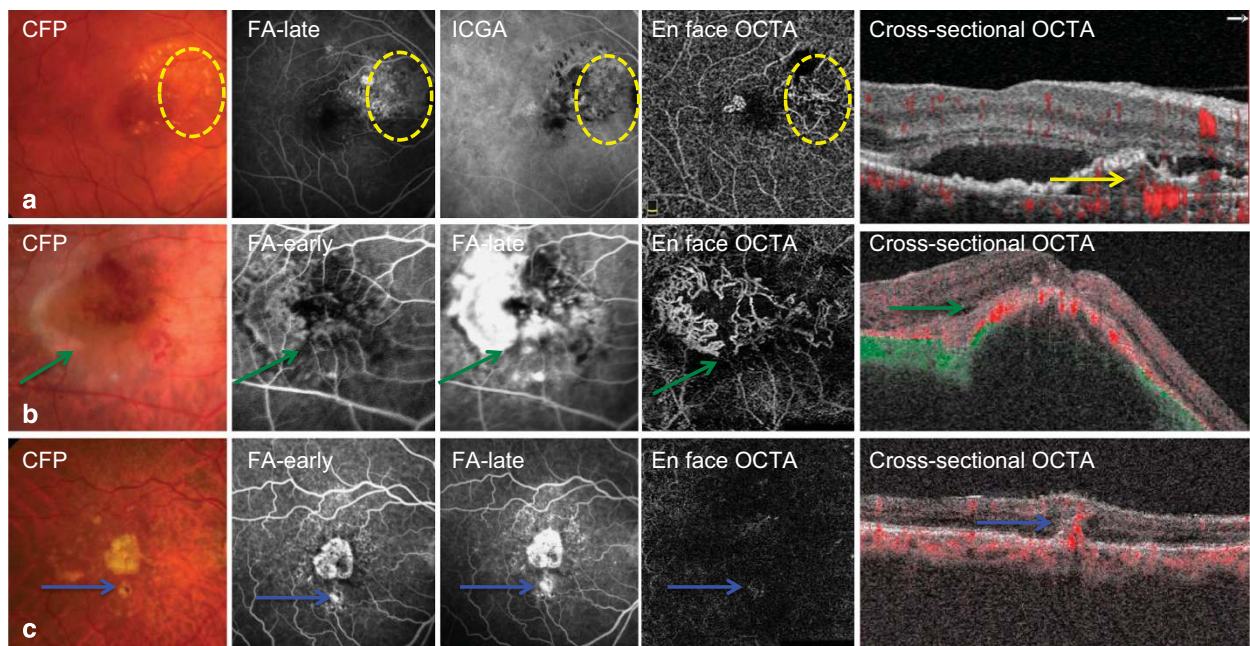 CFP FA-late ICGA En face OCTA Cross-sectional OCTA
a
CFP FA-early FA-late En face OCTA Cross-sectional OCTA
b
CFP FA-early FA-late En face OCTA Cross-sectional OCTA
c